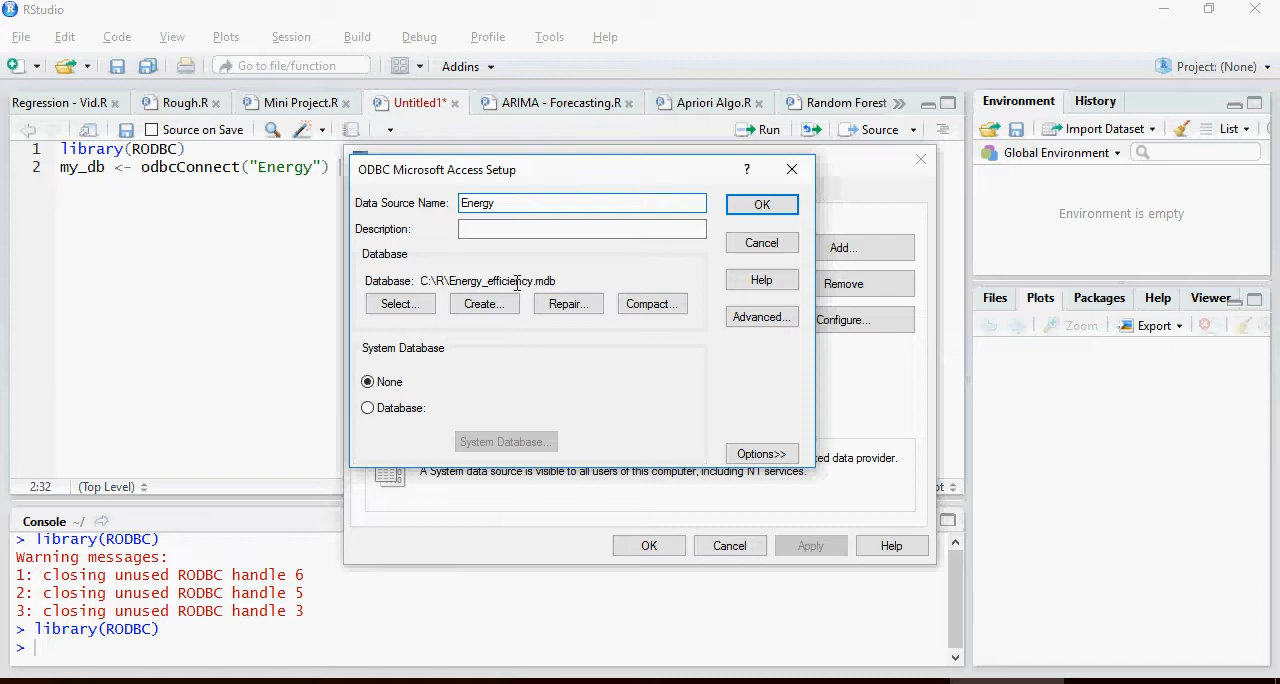 RStudio
File Edit Code View Plots Session Build Debug Profile Tools Help
Go to file/function Addins Project: (None)
Regression - Vid.R Rough.R Mini Project.R Untitled1* ARIMA - Forecasting.R Apriori Algo.R Random Forest
Source on Save Run Source
1 library(RODBC)
2 my_db <- odbcConnect("Energy")
2:32 (Top Level)
ODBC Microsoft Access Setup
Data Source Name: Energy
Description:
Database
Database: C:\R\Energy_efficiency.mdb
Select... Create... Repair... Compact...
System Database
None
Database:
System Database...
OK
Cancel
Help
Advanced...
Options>>
Add...
Remove
Configure...
ed data provider.
A System data source is visible to all users of this computer, including NT services.
OK Cancel Apply Help
Console ~/
> library(RODBC)
Warning messages:
1: closing unused RODBC handle 6
2: closing unused RODBC handle 5
3: closing unused RODBC handle 3
> library(RODBC)
>
Environment History
Import Dataset List
Global Environment
Environment is empty
Files Plots Packages Help Viewer
Zoom Export